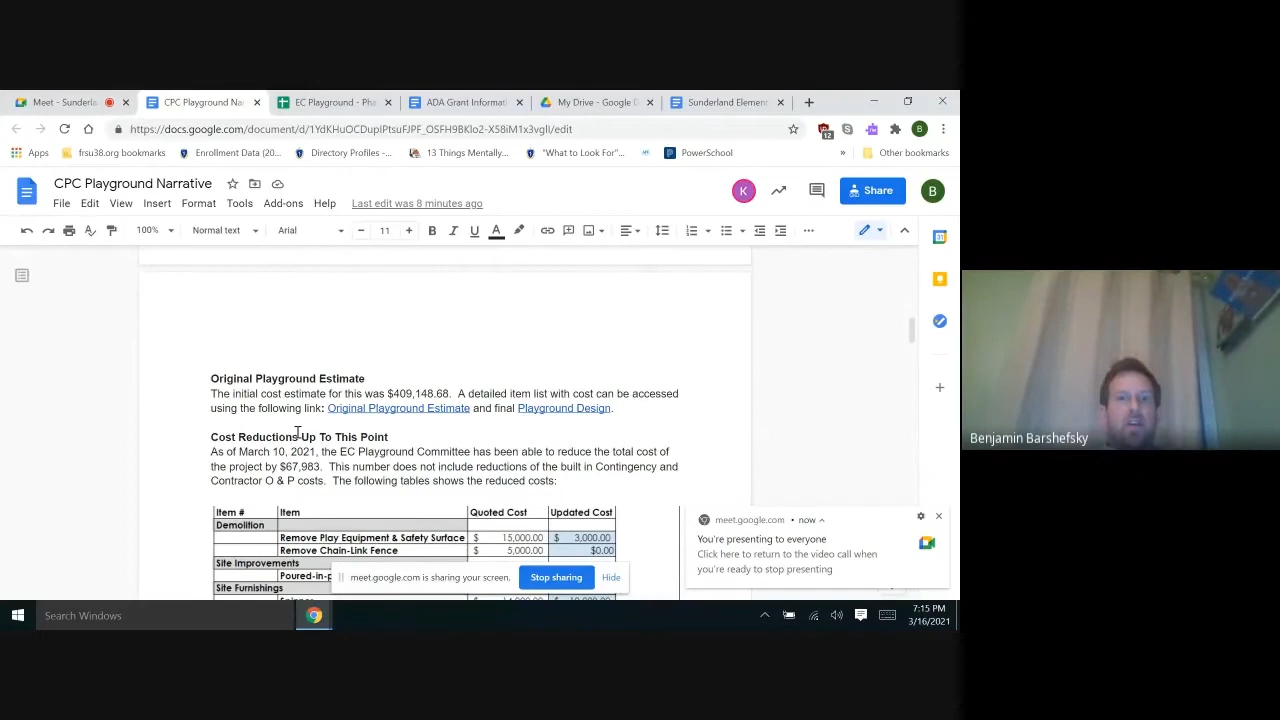 Meet - Sunderla
CPC Playground Nar
EC Playground - Pha
ADA Grant Informati
My Drive - Google D
Sunderland Element
https://docs.google.com/document/d/1YdKHuOCDupIPtsuFJPF_OSFH9BKlo2-X58iM1x3vglI/edit
12
B
Apps
frsu38.org bookmarks
Enrollment Data (20...
Directory Profiles -...
13 Things Mentally...
"What to Look For"...
PowerSchool
»
Other bookmarks
CPC Playground Narrative
K
Share
B
File Edit View Insert Format Tools Add-ons Help Last edit was 8 minutes ago
100% Normal text Arial 11 B I U A
31
Original Playground Estimate
The initial cost estimate for this was $409,148.68. A detailed item list with cost can be accessed
using the following link: Original Playground Estimate and final Playground Design.
Cost Reductions Up To This Point
As of March 10, 2021, the EC Playground Committee has been able to reduce the total cost of
the project by $67,983. This number does not include reductions of the built in Contingency and
Contractor O & P costs. The following tables shows the reduced costs:
Item # Item Quoted Cost Updated Cost
Demolition
Remove Play Equipment & Safety Surface $ 15,000.00 $ 3,000.00
Remove Chain-Link Fence $ 5,000.00 $0.00
Site Improvements
Poured-in-p
Site Furnishings
meet.google.com is sharing your screen. Stop sharing Hide
meet.google.com • now
You're presenting to everyone
Click here to return to the video call when
you're ready to stop presenting
Benjamin Barshefsky
Search Windows
7:15 PM
3/16/2021